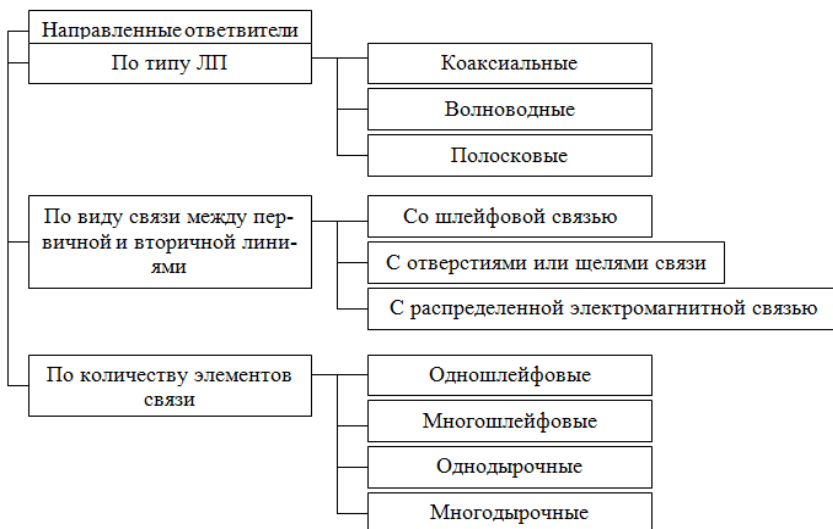 Направленные ответвители
По типу ЛП
Коаксиальные
Волноводные
Полосковые
По виду связи между пер-
вичной и вторичной лини-
ями
Со шлейфовой связью
С отверстиями или щелями связи
С распределенной электромагнитной связью
По количеству элементов
связи
Одношлейфовые
Многошлейфовые
Однодырочные
Многодырочные